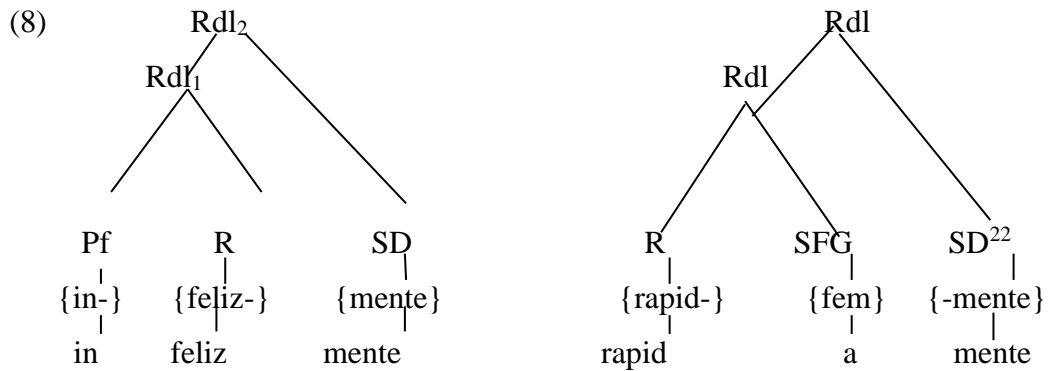 (8) Rdl₂ Rdl
Rdl₁ Rdl
Pf R SD R SFG SD²²
{in-} {feliz-} {mente} {rapid-} {fem} {-mente}
in feliz mente rapid a mente